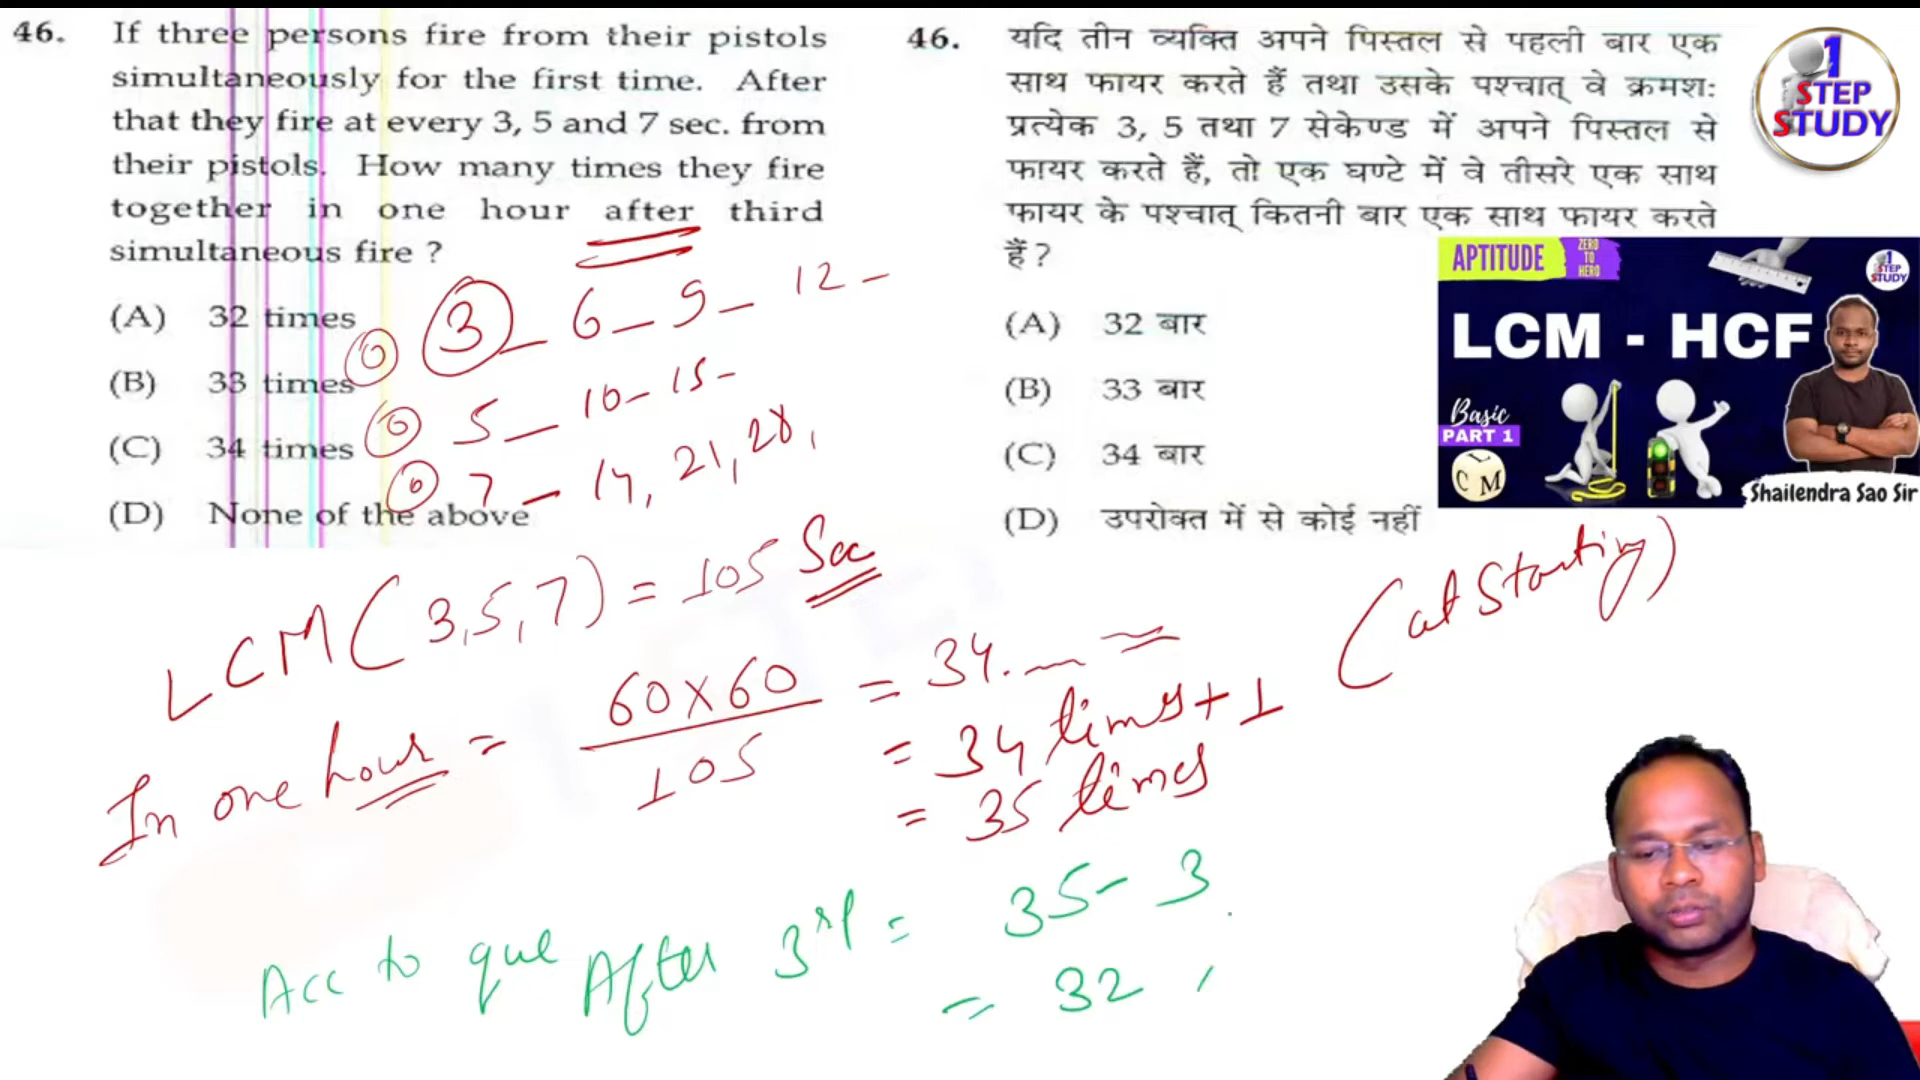 46. If three persons fire from their pistols
simultaneously for the first time. After
that they fire at every 3, 5 and 7 sec. from
their pistols. How many times they fire
together in one hour after third
simultaneous fire ?
(A) 32 times
(B) 33 times
(C) 34 times
(D) None of the above
46. यदि तीन व्यक्ति अपने पिस्तल से पहली बार एक
साथ फायर करते हैं तथा उसके पश्चात् वे क्रमशः
प्रत्येक 3, 5 तथा 7 सेकेण्ड में अपने पिस्तल से
फायर करते हैं, तो एक घण्टे में वे तीसरे एक साथ
फायर के पश्चात् कितनी बार एक साथ फायर करते
हैं ?
(A) 32 बार
(B) 33 बार
(C) 34 बार
(D) उपरोक्त में से कोई नहीं
1
STEP
STUDY
APTITUDE
ZERO
TO
HERO
1
STEP
STUDY
LCM - HCF
Basic
PART 1
L
C M
Shailendra Sao Sir
0 3 - 6 - 9 - 12 -
0 5 - 10 - 15 -
0 7 - 14, 21, 28,
LCM (3,5,7) = 105 Sec
In one hour = 60×60 / 105 = 34. ...
= 34 times + 1 (at Starting)
= 35 times
Acc to que After 3rd = 35 - 3
= 32